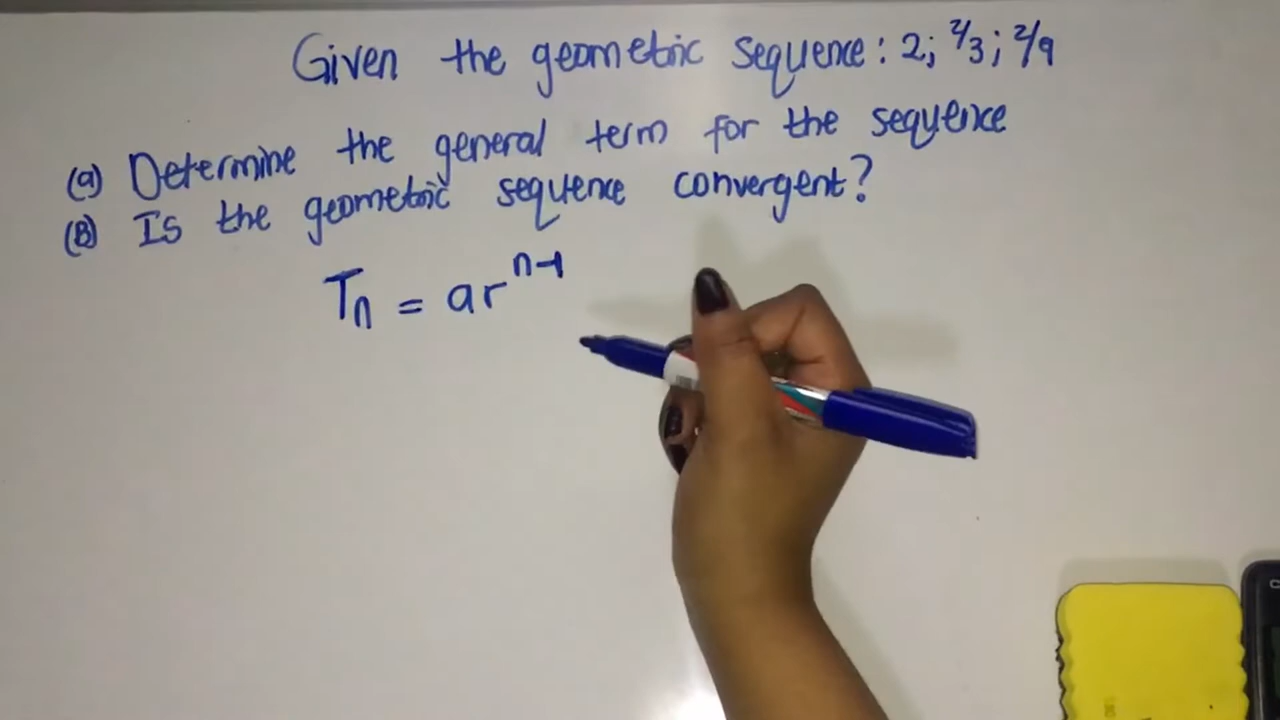 Given the geometric sequence: 2; 2/3; 2/9
(a) Determine the general term for the sequence
(B) Is the geometric sequence convergent?
Tₙ = arⁿ⁻¹